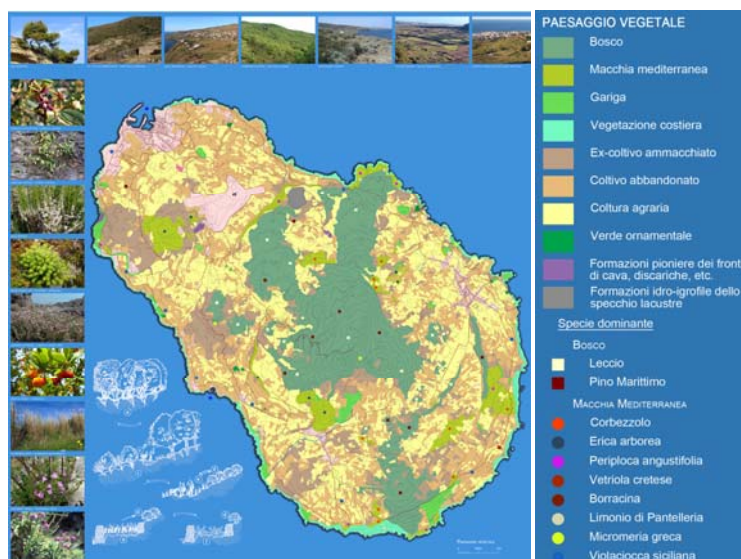 PAESAGGIO VEGETALE
Bosco
Macchia mediterranea
Gariga
Vegetazione costiera
Ex-coltivo ammacchiato
Coltivo abbandonato
Coltura agraria
Verde ornamentale
Formazioni pioniere dei front
di cava, discariche, etc.
Formazioni idro-igrofile dello
specchio lacustre
Specie dominante
BOSCO
Leccio
Pino Marittimo
MACCHIA MEDITERRANEA
Corbezzolo
Erica arborea
Periploca angustifolia
Vetriola cretese
Borracina
Limonio di Pantelleria
Micromeria greca
Violaciocca siciliana